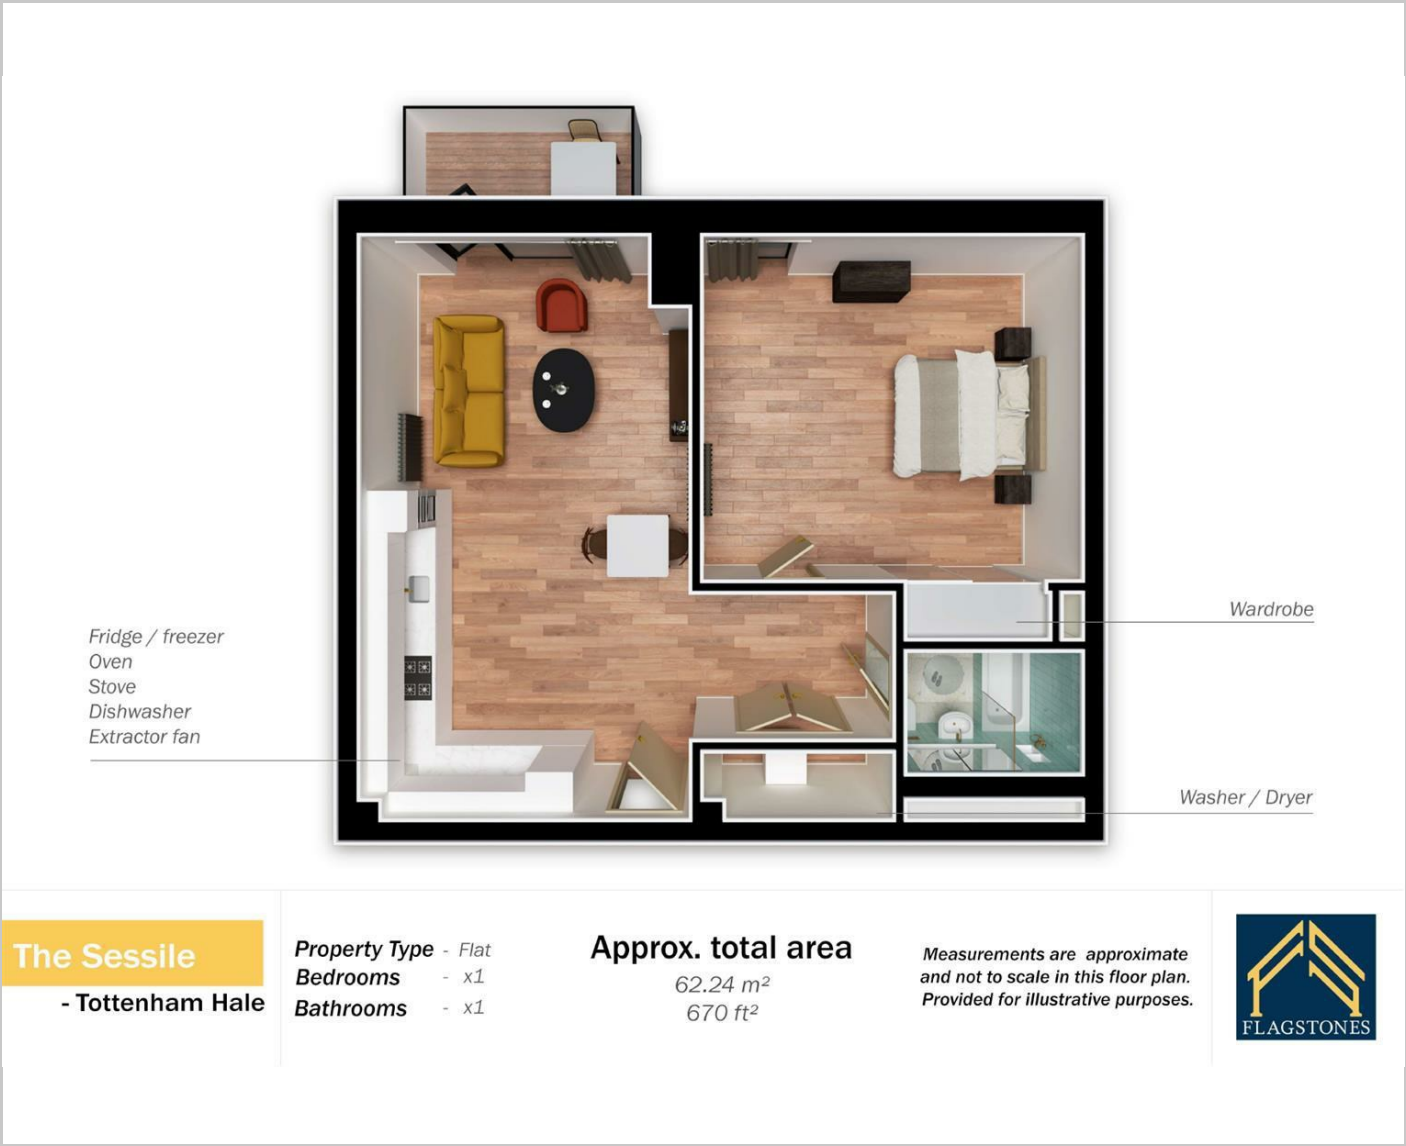 Fridge / freezer
Oven
Stove
Dishwasher
Extractor fan
Wardrobe
Washer / Dryer
The Sessile
- Tottenham Hale
Property Type - Flat
Bedrooms - x1
Bathrooms - x1
Approx. total area
62.24 m²
670 ft²
Measurements are approximate
and not to scale in this floor plan.
Provided for illustrative purposes.
FLAGSTONES